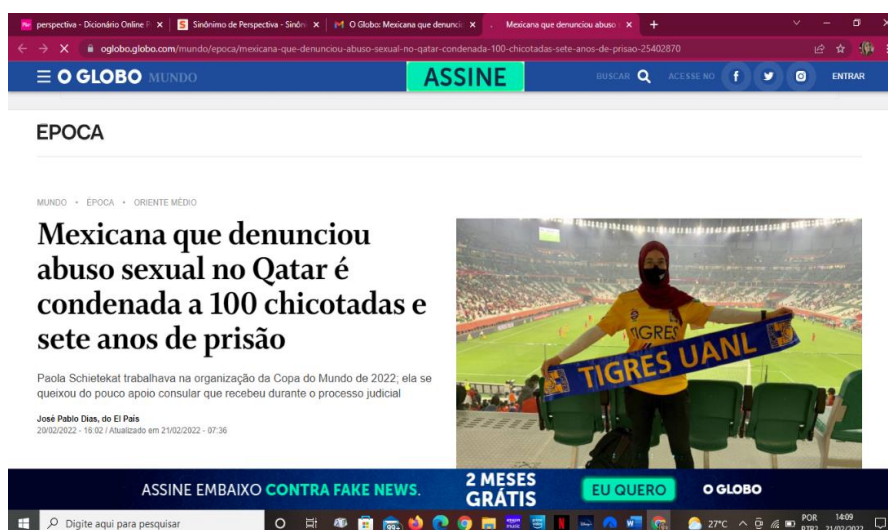 perspectiva - Dicionário Online
Sinônimo de Perspectiva - Sinôn
O Globo: Mexicana que denunci
Mexicana que denunciou abuso
oglobo.globo.com/mundo/epoca/mexicana-que-denunciou-abuso-sexual-no-qatar-condenada-100-chicotadas-sete-anos-de-prisao-25402870
O GLOBO MUNDO ASSINE BUSCAR ACESSE NO ENTRAR
EPOCA
MUNDO • ÉPOCA • ORIENTE MÉDIO
Mexicana que denunciou
abuso sexual no Qatar é
condenada a 100 chicotadas e
sete anos de prisão
Paola Schietekat trabalhava na organização da Copa do Mundo de 2022; ela se
queixou do pouco apoio consular que recebeu durante o processo judicial
José Pablo Días, do El País
20/02/2022 - 16:02 / Atualizado em 21/02/2022 - 07:36
TIGRES
TIGRES UANL
ASSINE EMBAIXO CONTRA FAKE NEWS.
2 MESES
GRÁTIS
EU QUERO
O GLOBO
Digite aqui para pesquisar
27°C
POR
PTB2
14:09
21/02/2022